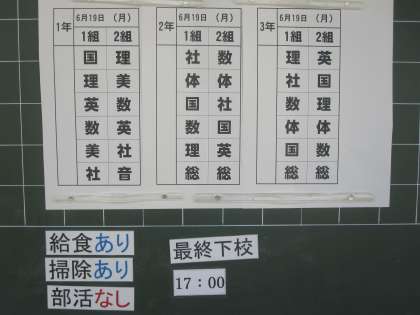 1年 6月19日 (月)
1組 2組
国 理
理 美
英 数
数 英
美 社
社 音
2年 6月19日 (月)
1組 2組
社 数
体 体
国 社
数 国
理 英
総 総
3年 6月19日 (月)
1組 2組
理 英
社 国
数 理
体 体
国 数
総 総
給食あり
掃除あり
部活なし
最終下校
17:00